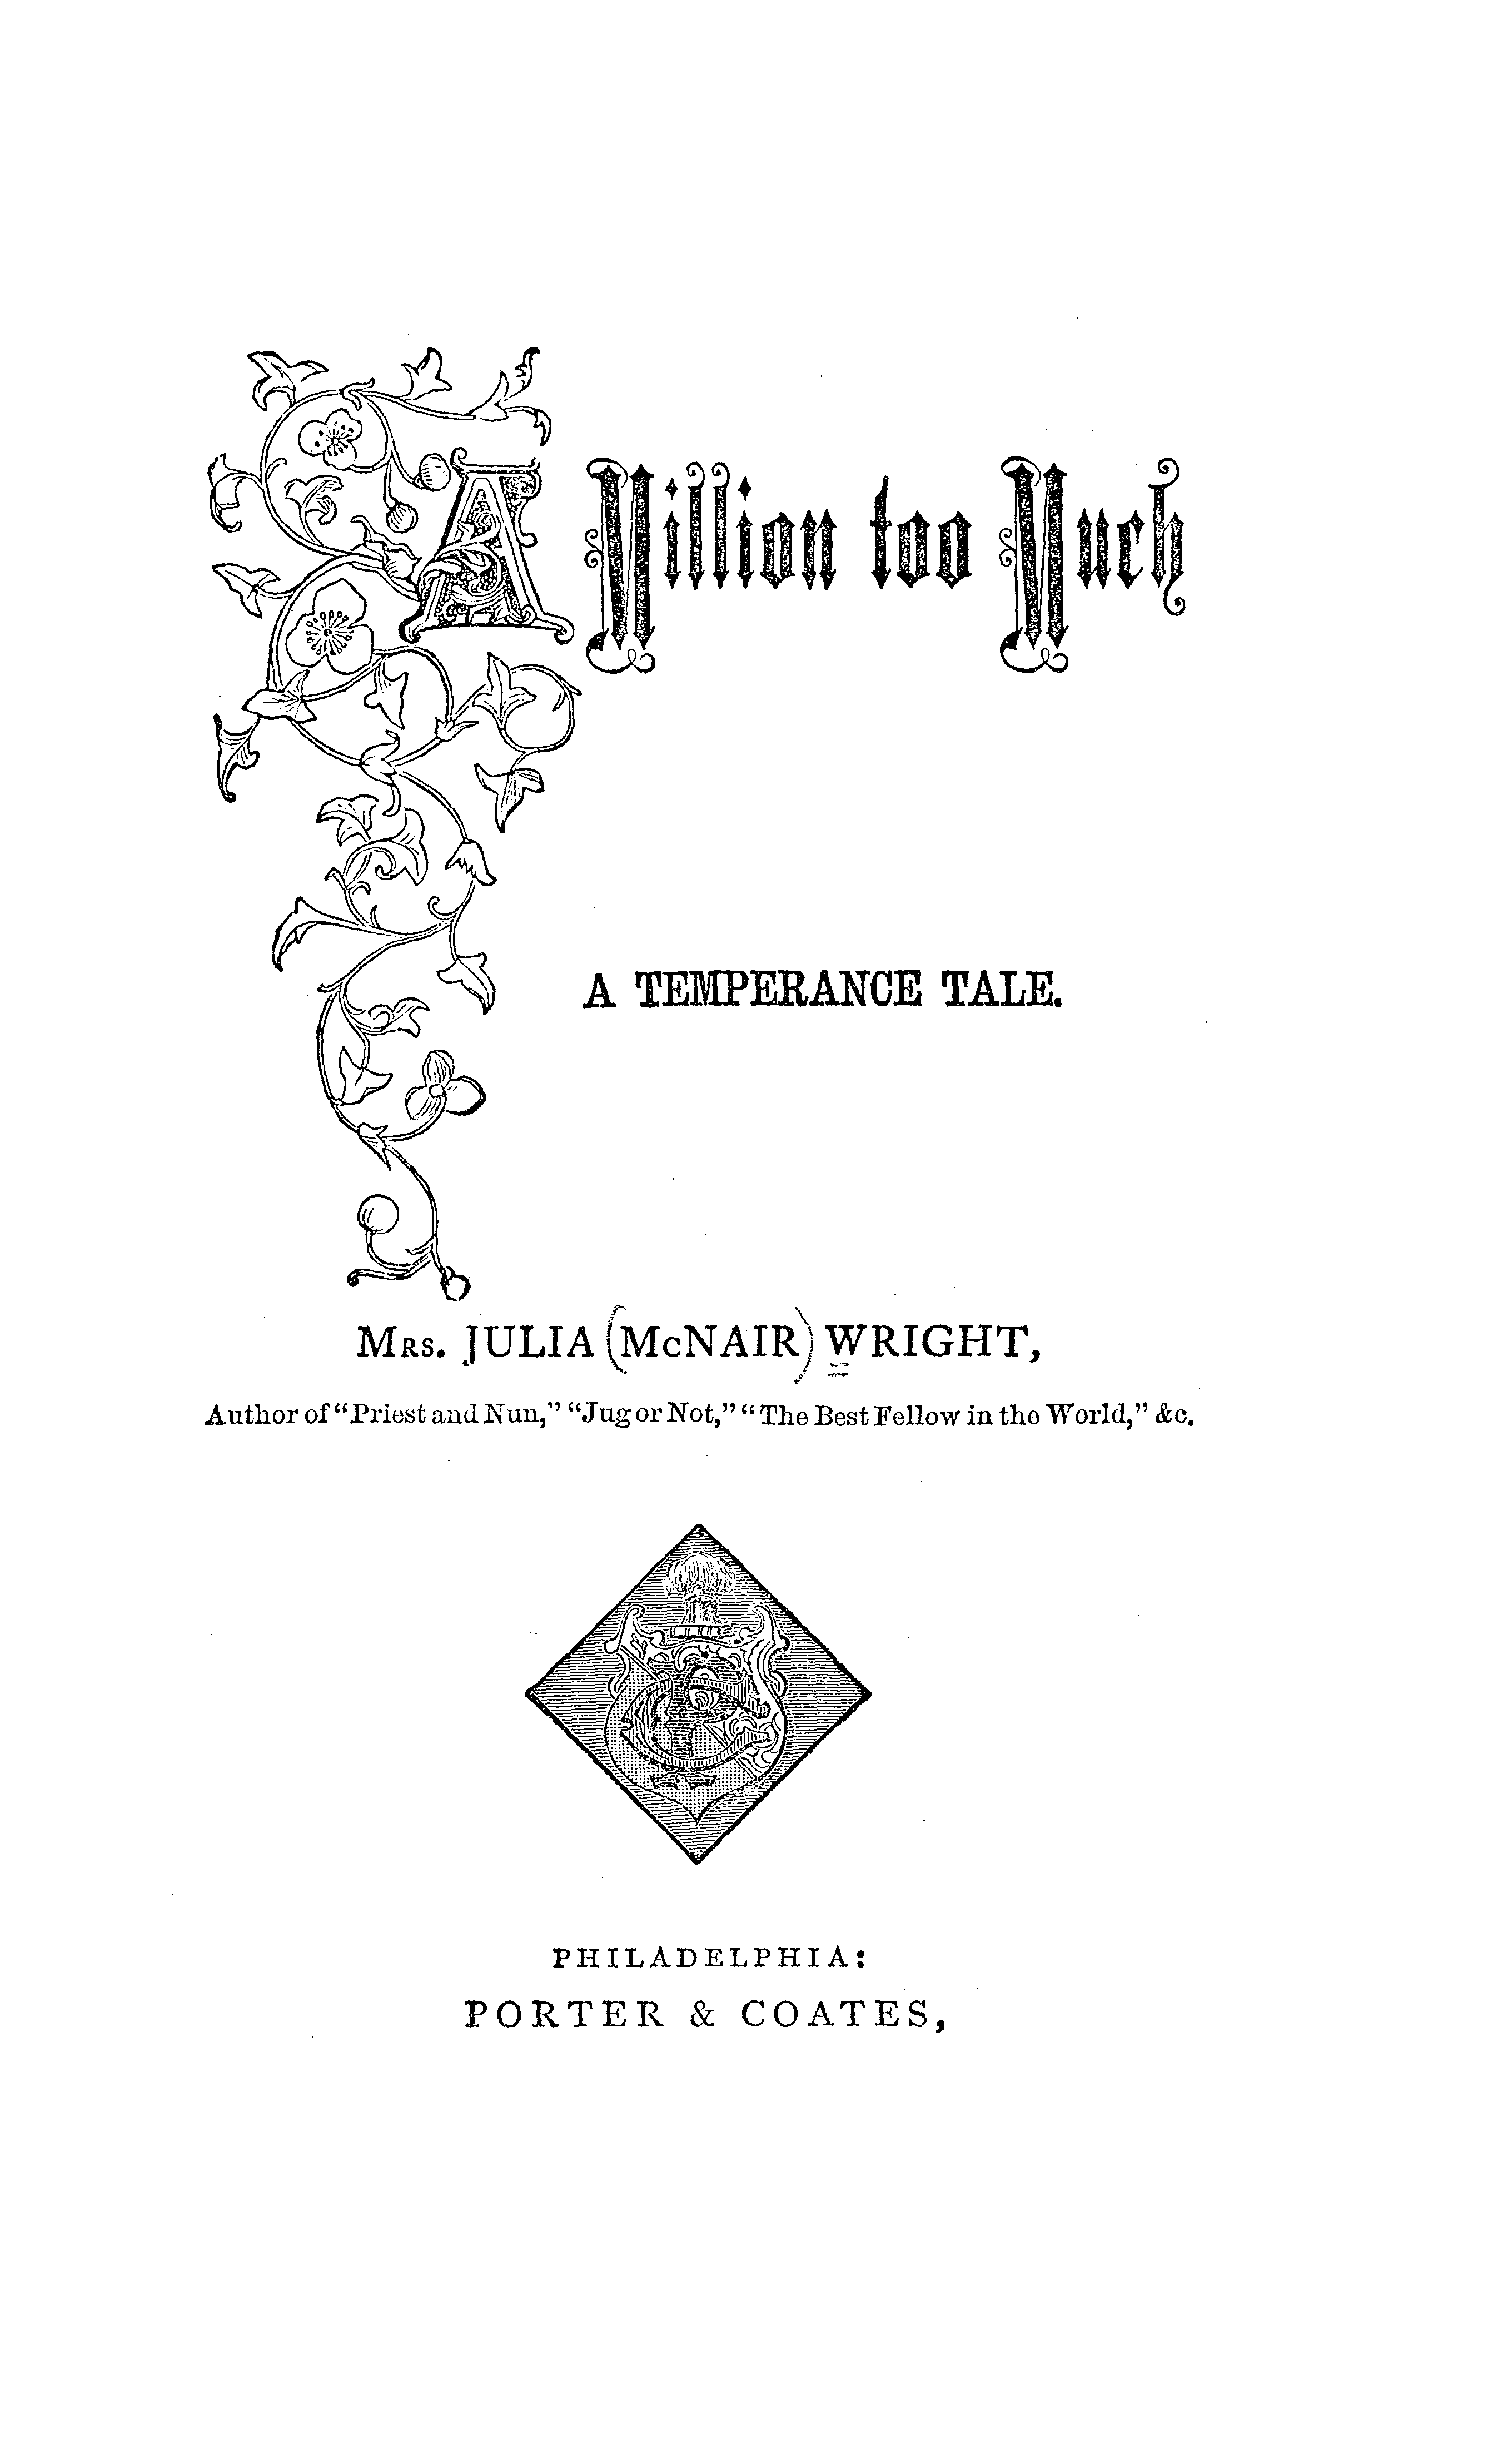 A Million too Much
A TEMPERANCE TALE.
MRS. JULIA (MCNAIR) WRIGHT,
Author of "Priest and Nun," "Jug or Not," "The Best Fellow in the World," &c.
PHILADELPHIA:
PORTER & COATES,